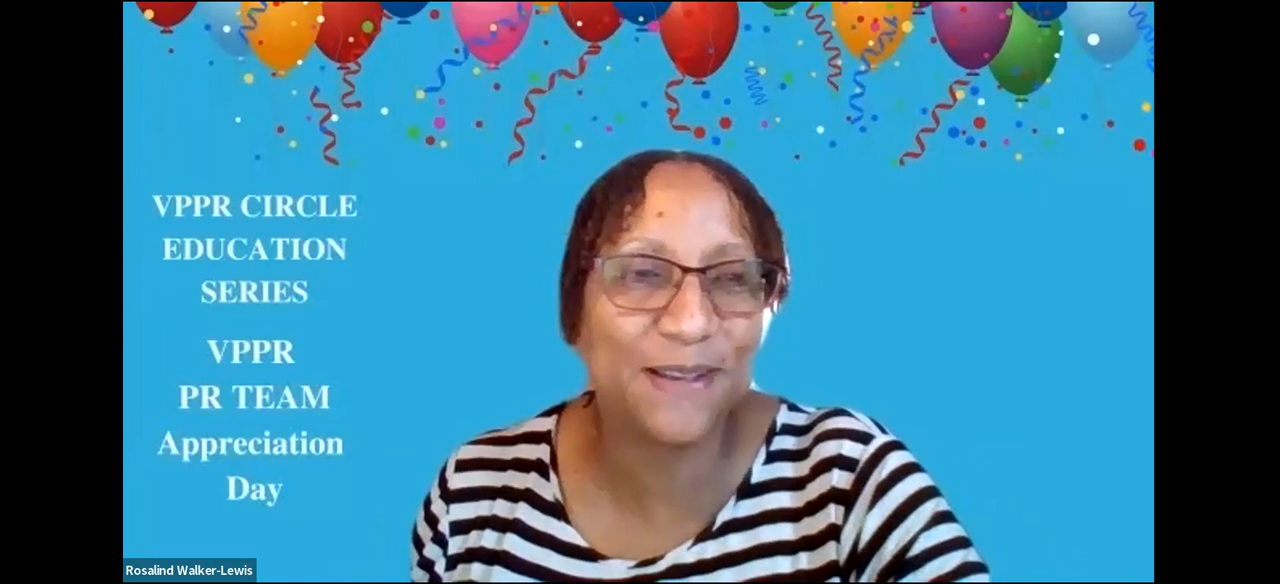 VPPR CIRCLE
EDUCATION
SERIES
VPPR
PR TEAM
Appreciation
Day
Rosalind Walker-Lewis